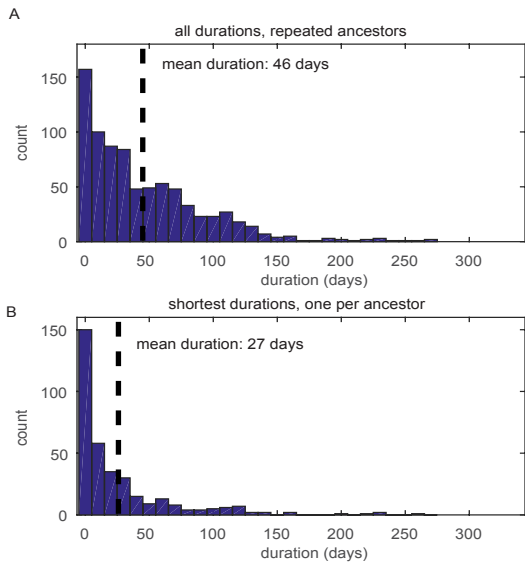 A
all durations, repeated ancestors
mean duration: 46 days
count
150
100
50
0
0 50 100 150 200 250 300
duration (days)
B
shortest durations, one per ancestor
mean duration: 27 days
count
150
100
50
0
0 50 100 150 200 250 300
duration (days)